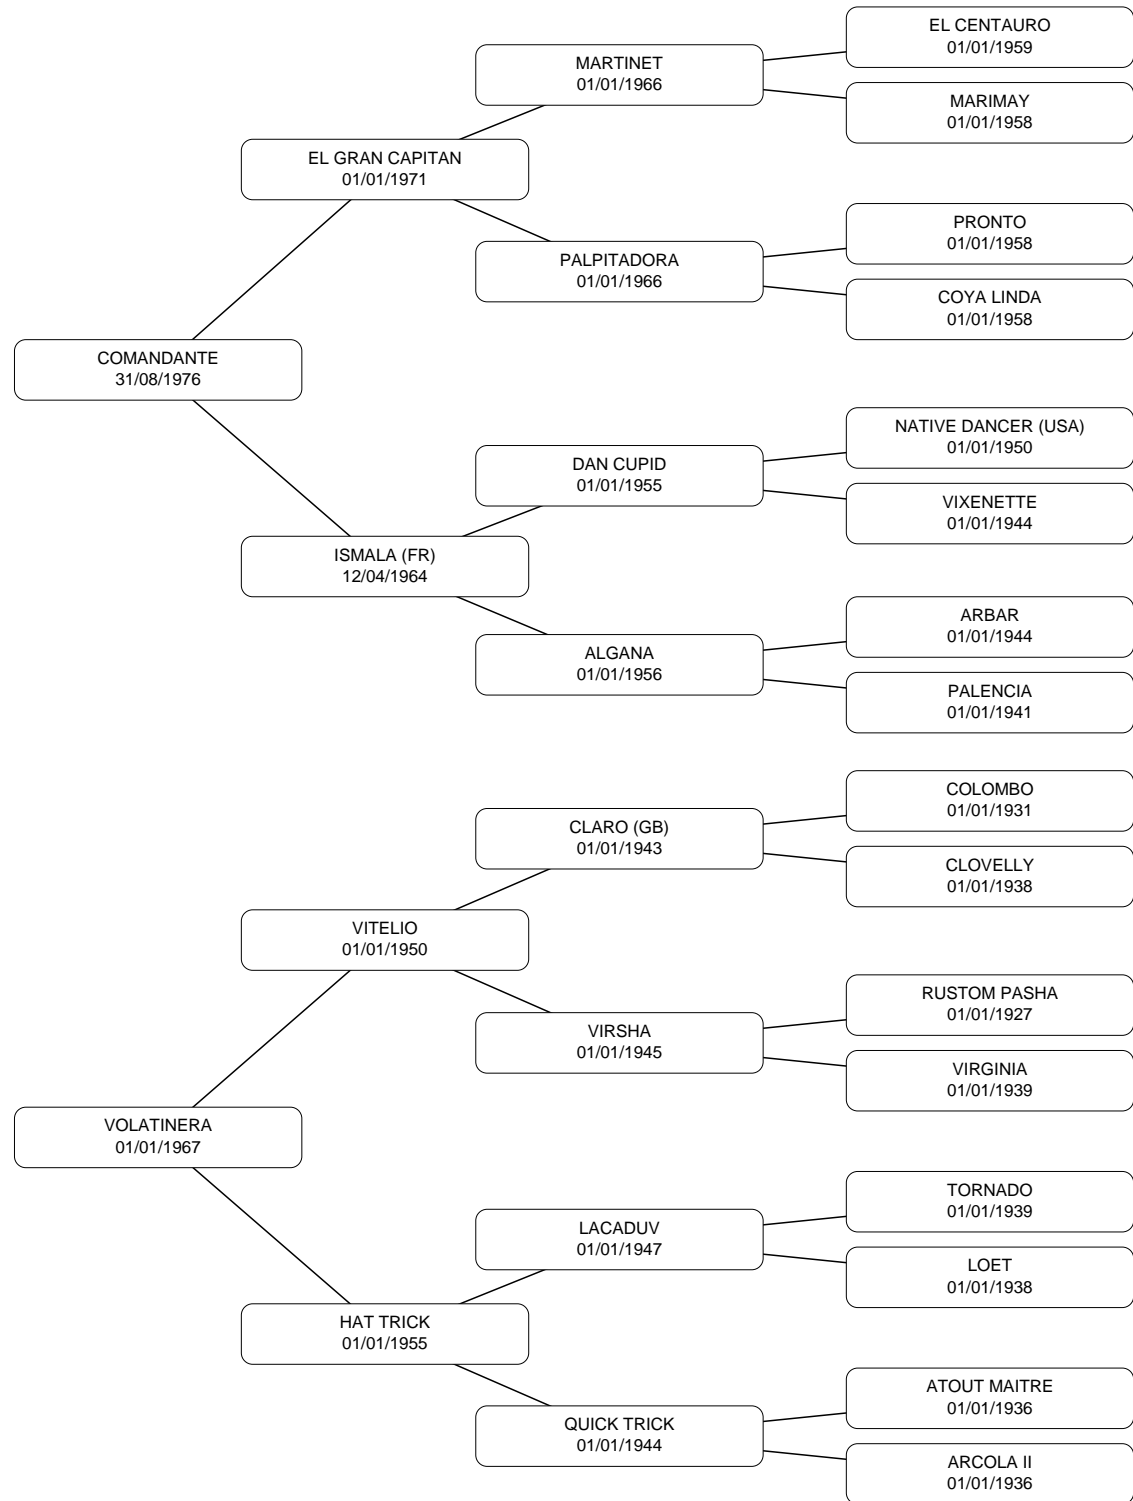 EL CENTAURO
01/01/1959
MARTINET
01/01/1966
MARIMAY
01/01/1958
EL GRAN CAPITAN
01/01/1971
PRONTO
01/01/1958
PALPITADORA
01/01/1966
COYA LINDA
01/01/1958
COMANDANTE
31/08/1976
NATIVE DANCER (USA)
01/01/1950
DAN CUPID
01/01/1955
VIXENETTE
01/01/1944
ISMALA (FR)
12/04/1964
ARBAR
01/01/1944
ALGANA
01/01/1956
PALENCIA
01/01/1941
COLOMBO
01/01/1931
CLARO (GB)
01/01/1943
CLOVELLY
01/01/1938
VITELIO
01/01/1950
RUSTOM PASHA
01/01/1927
VIRSHA
01/01/1945
VIRGINIA
01/01/1939
VOLATINERA
01/01/1967
TORNADO
01/01/1939
LACADUV
01/01/1947
LOET
01/01/1938
HAT TRICK
01/01/1955
ATOUT MAITRE
01/01/1936
QUICK TRICK
01/01/1944
ARCOLA II
01/01/1936